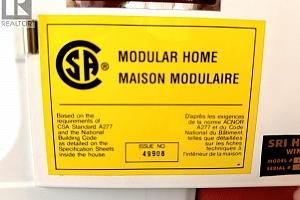 REALTOR
CSA ®
MODULAR HOME
MAISON MODULAIRE
Based on the
requirements of
CSA Standard A277
and the National
Building Code
as detailed on the
Specification Sheets
inside the house
ISSUE NO.
49908
D'après les exigences
de la norme ACNOR
A277 et du Code
National du Bâtiment,
telles que détaillées
sur les fiches
techniques à
l'intérieur de la maison
SRI H
WIN
MODEL #
SERIAL #